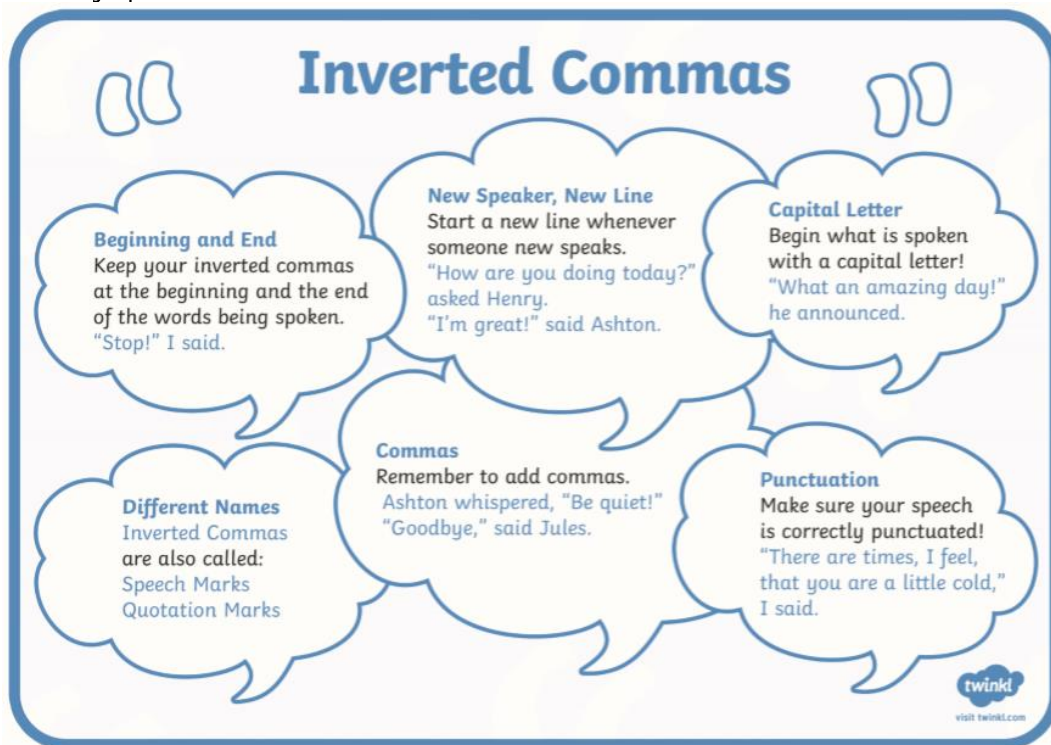 Inverted Commas
Beginning and End
Keep your inverted commas
at the beginning and the end
of the words being spoken.
“Stop!” I said.
New Speaker, New Line
Start a new line whenever
someone new speaks.
“How are you doing today?”
asked Henry.
“I’m great!” said Ashton.
Capital Letter
Begin what is spoken
with a capital letter!
“What an amazing day!”
he announced.
Different Names
Inverted Commas
are also called:
Speech Marks
Quotation Marks
Commas
Remember to add commas.
Ashton whispered, “Be quiet!”
“Goodbye,” said Jules.
Punctuation
Make sure your speech
is correctly punctuated!
“There are times, I feel,
that you are a little cold,”
I said.
twinkl
visit twinkl.com